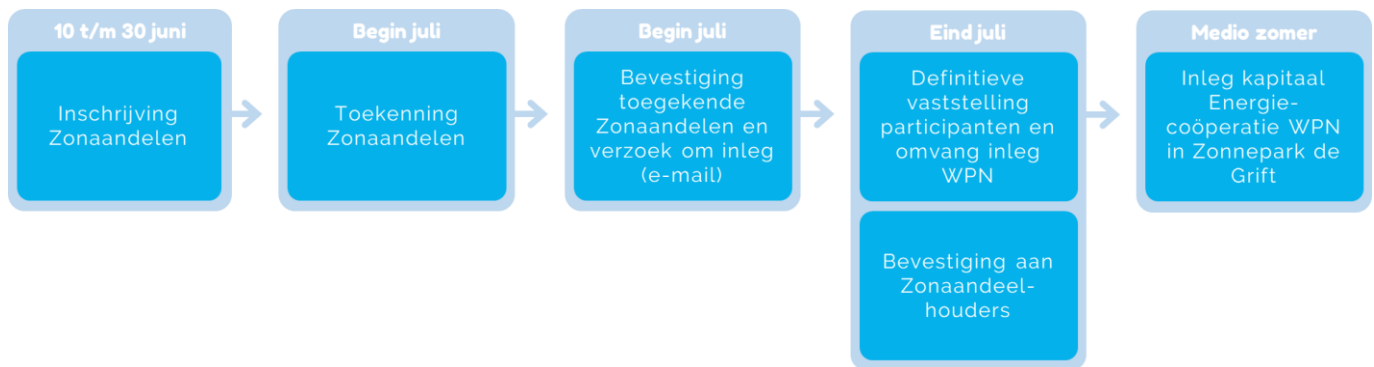 10 t/m 30 juni
Inschrijving
Zonaandelen
Begin juli
Toekenning
Zonaandelen
Begin juli
Bevestiging
toegekende
Zonaandelen en
verzoek om inleg
(e-mail)
Eind juli
Definitieve
vaststelling
participanten en
omvang inleg
WPN
Bevestiging aan
Zonaandeel-
houders
Medio zomer
Inleg kapitaal
Energie-
coöperatie WPN
in Zonnepark de
Grift